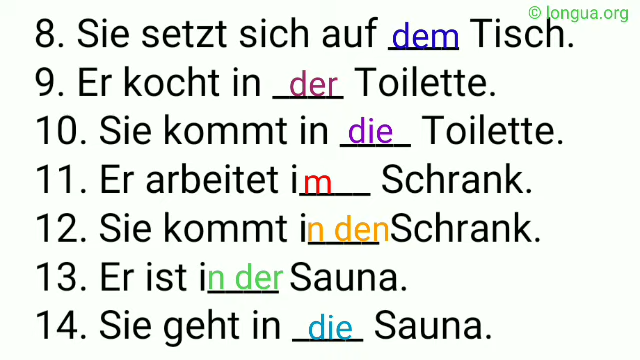 © longua.org
8. Sie setzt sich auf dem Tisch.
9. Er kocht in der Toilette.
10. Sie kommt in die Toilette.
11. Er arbeitet im Schrank.
12. Sie kommt in den Schrank.
13. Er ist in der Sauna.
14. Sie geht in die Sauna.